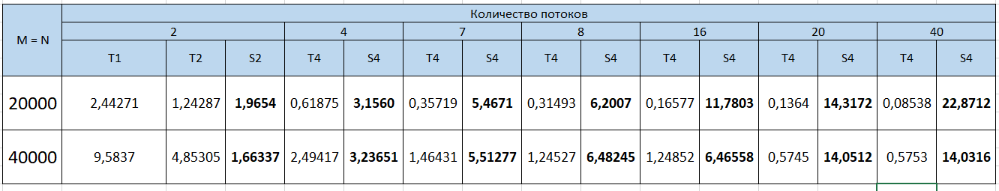 Количество потоков
M = N
2 4 7 8 16 20 40
T1 T2 S2 T4 S4 T4 S4 T4 S4 T4 S4 T4 S4 T4 S4
20000 2,44271 1,24287 1,9654 0,61875 3,1560 0,35719 5,4671 0,31493 6,2007 0,16577 11,7803 0,1364 14,3172 0,08538 22,8712
40000 9,5837 4,85305 1,66337 2,49417 3,23651 1,46431 5,51277 1,24527 6,48245 1,24852 6,46558 0,5745 14,0512 0,5753 14,0316